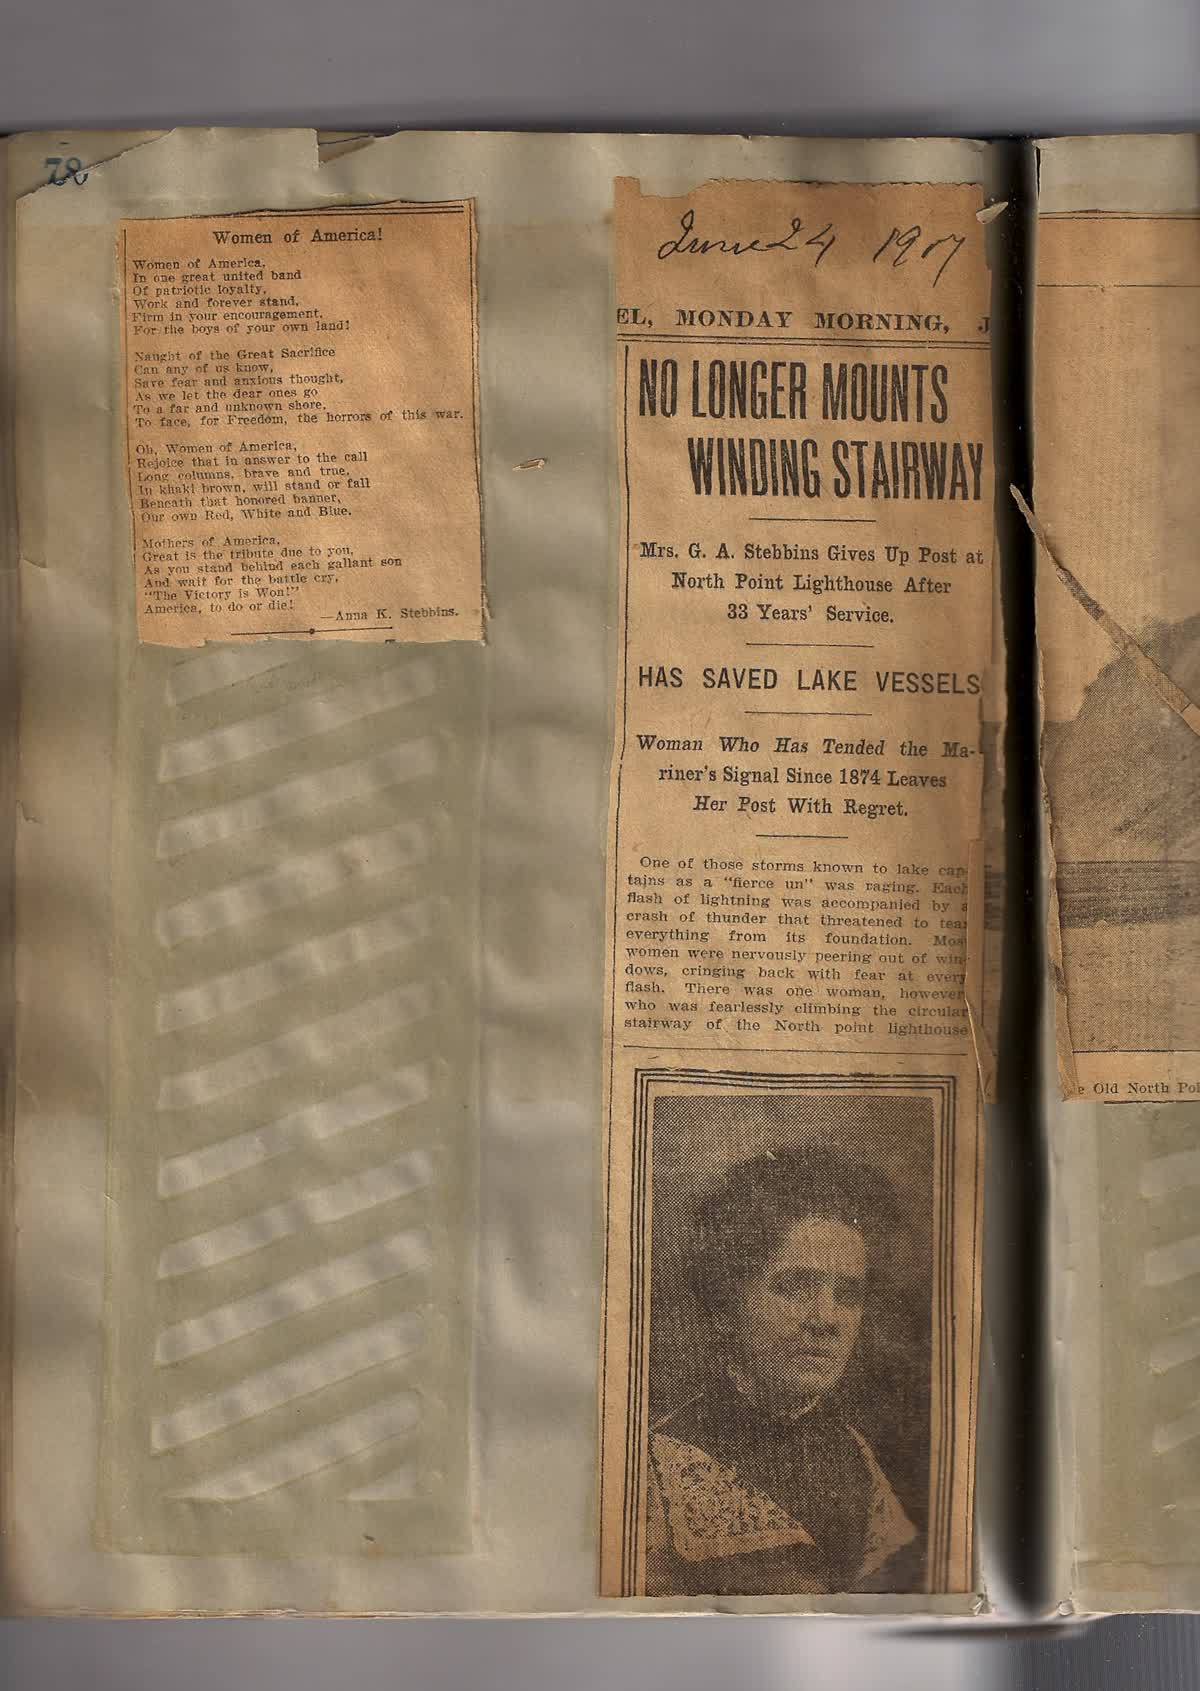 78
Women of America!
Women of America,
In one great united band
Of patriotic loyalty,
Work and forever stand,
Firm in your encouragement,
For the boys of your own land!
Naught of the Great Sacrifice
Can any of us know,
Save fear and anxious thought,
As we let the dear ones go
To a far and unknown shore,
To face, for Freedom, the horrors of this war.
Oh, Women of America,
Rejoice that in answer to the call
Long columns, brave and true,
In khaki brown, will stand or fall
Beneath that honored banner,
Our own Red, White and Blue.
Mothers of America,
Great is the tribute due to you,
As you stand behind each gallant son
And wait for the battle cry,
"The Victory is Won!"
America, to do or die!
—Anna K. Stebbins.
June 24 1907
EL, MONDAY MORNING, J
NO LONGER MOUNTS
WINDING STAIRWAY
Mrs. G. A. Stebbins Gives Up Post at
North Point Lighthouse After
33 Years' Service.
HAS SAVED LAKE VESSELS
Woman Who Has Tended the Ma-
riner's Signal Since 1874 Leaves
Her Post With Regret.
One of those storms known to lake cap-
tains as a "fierce un" was raging. Each
flash of lightning was accompanied by a
crash of thunder that threatened to tear
everything from its foundation. Most
women were nervously peering out of win-
dows, cringing back with fear at every
flash. There was one woman, however,
who was fearlessly climbing the circular
stairway of the North point lighthouse
e Old North Poi